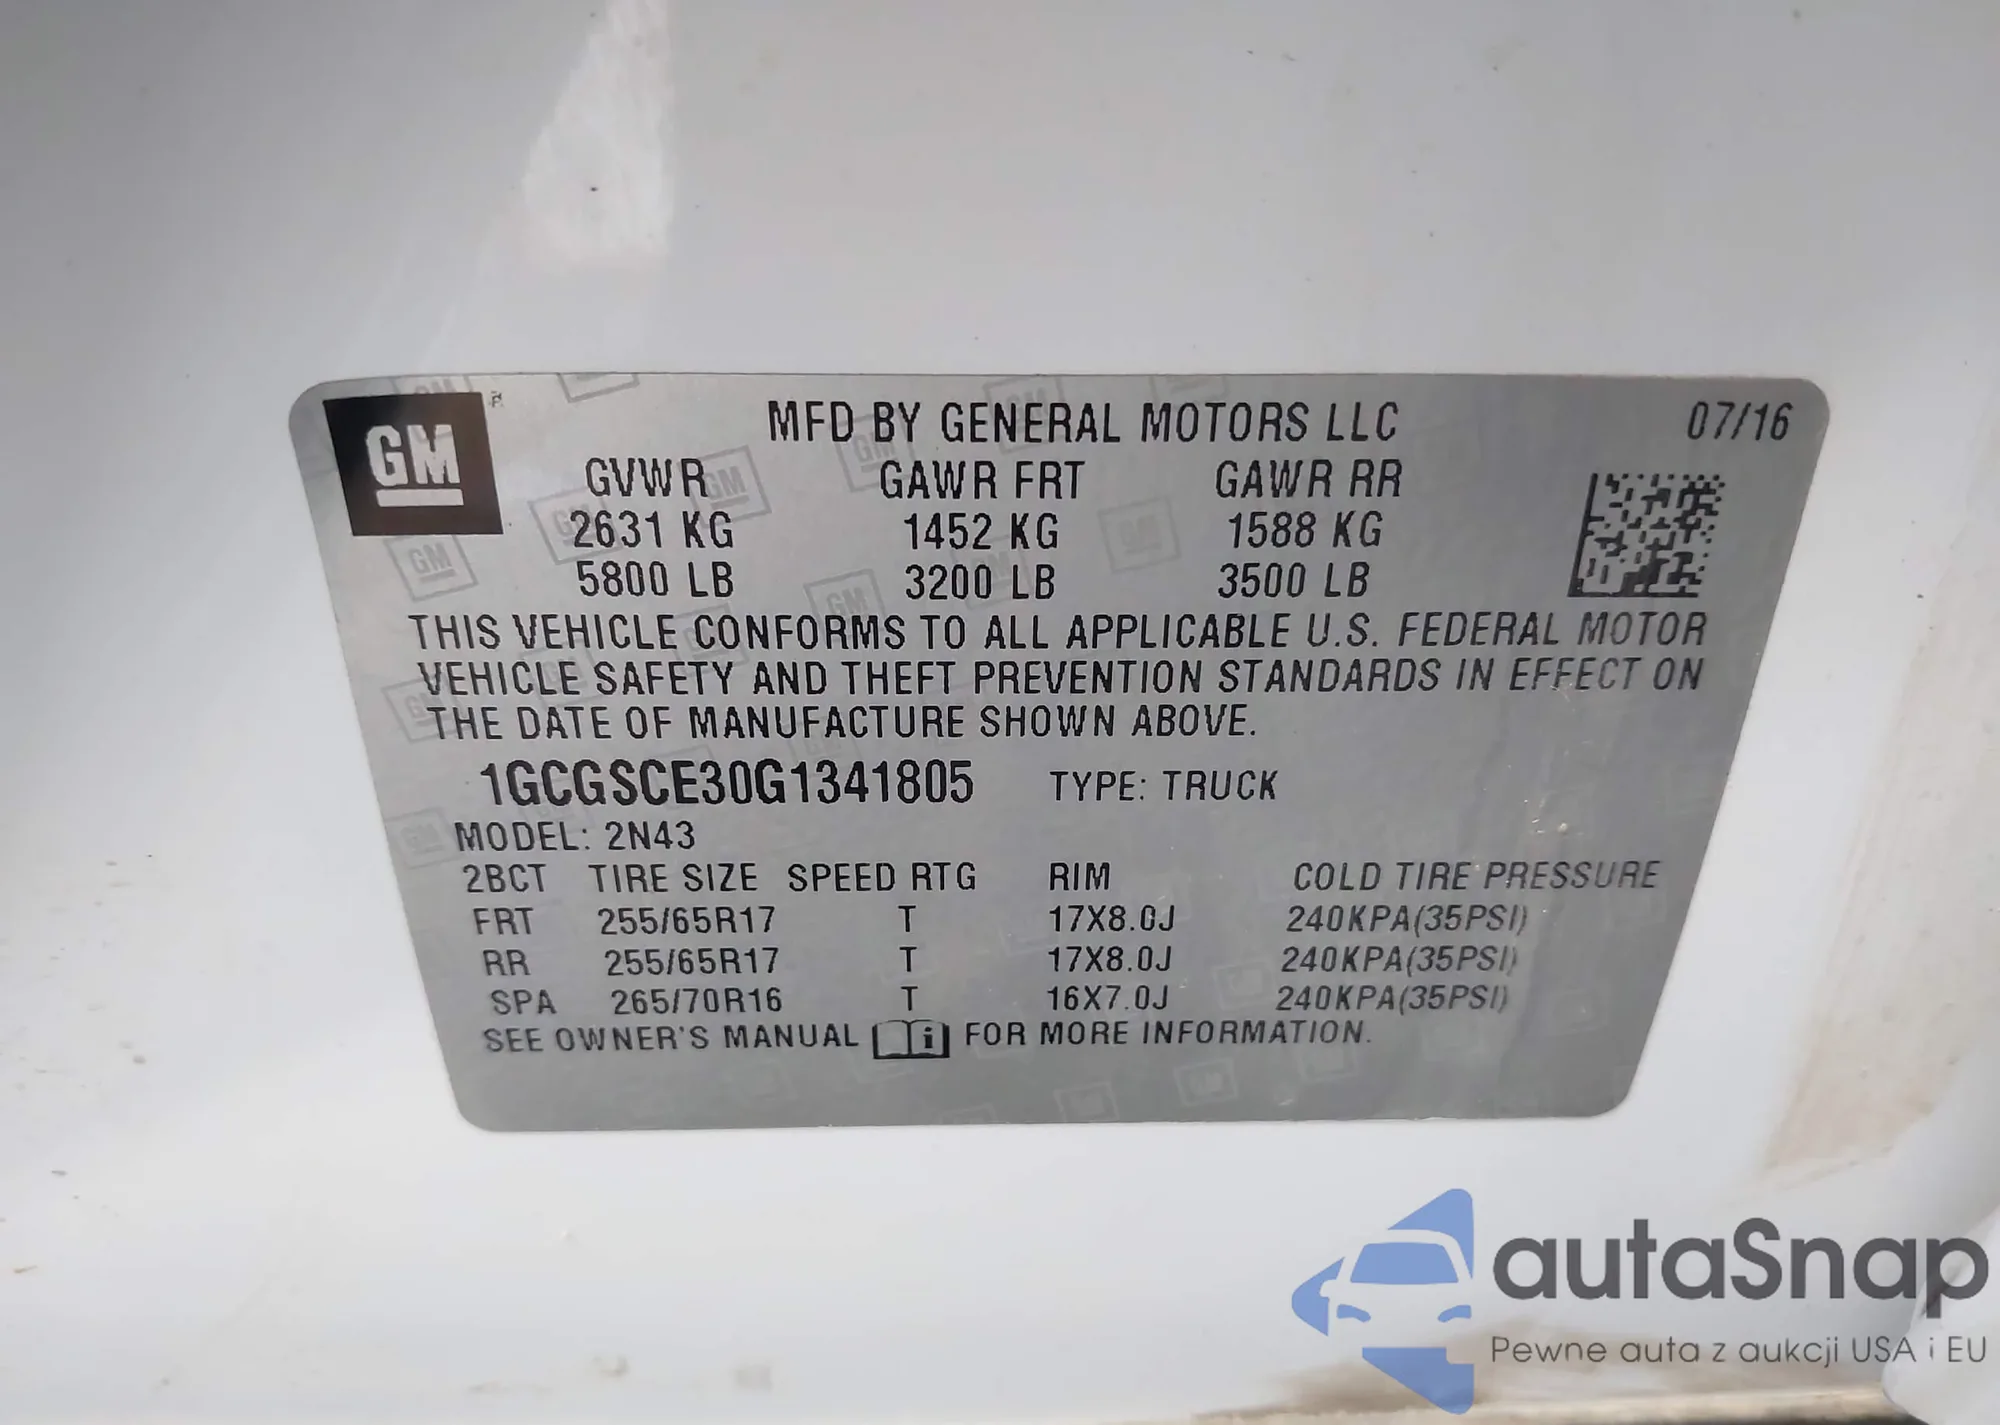 GM
MFD BY GENERAL MOTORS LLC 07/16
GVWR GAWR FRT GAWR RR
2631 KG 1452 KG 1588 KG
5800 LB 3200 LB 3500 LB
THIS VEHICLE CONFORMS TO ALL APPLICABLE U.S. FEDERAL MOTOR
VEHICLE SAFETY AND THEFT PREVENTION STANDARDS IN EFFECT ON
THE DATE OF MANUFACTURE SHOWN ABOVE.
1GCGSCE30G1341805 TYPE: TRUCK
MODEL: 2N43
2BCT TIRE SIZE SPEED RTG RIM COLD TIRE PRESSURE
FRT 255/65R17 T 17X8.0J 240KPA(35PSI)
RR 255/65R17 T 17X8.0J 240KPA(35PSI)
SPA 265/70R16 T 16X7.0J 240KPA(35PSI)
SEE OWNER'S MANUAL i FOR MORE INFORMATION.
autaSnap
Pewne auta z aukcji USA i EU